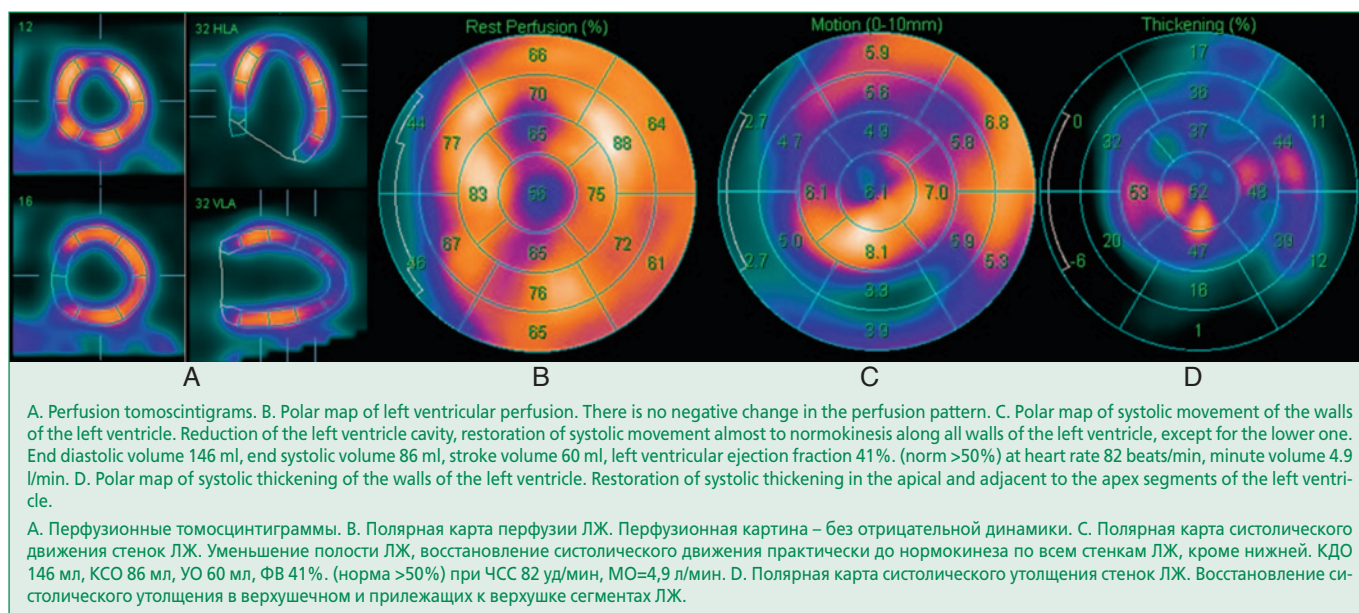 12
32 HLA
16
32 VLA
Rest Perfusion (%)
66
70
44
77
65
88
64
83
75
67
65
72
46
61
76
65
Motion (0-10mm)
5.9
5.6
2.7
4.7
4.9
5.8
6.8
6.1
6.1
7.0
2.7
5.0
8.1
5.9
5.3
3.3
3.9
Thickening (%)
17
36
0
32
37
44
11
53
52
48
-6
20
47
39
12
16
1
A
B
C
D
A. Perfusion tomoscintigrams. B. Polar map of left ventricular perfusion. There is no negative change in the perfusion pattern. C. Polar map of systolic movement of the walls
of the left ventricle. Reduction of the left ventricle cavity, restoration of systolic movement almost to normokinesis along all walls of the left ventricle, except for the lower one.
End diastolic volume 146 ml, end systolic volume 86 ml, stroke volume 60 ml, left ventricular ejection fraction 41%. (norm >50%) at heart rate 82 beats/min, minute volume 4.9
l/min. D. Polar map of systolic thickening of the walls of the left ventricle. Restoration of systolic thickening in the apical and adjacent to the apex segments of the left ventri-
cle.
А. Перфузионные томосцинтиграммы. В. Полярная карта перфузии ЛЖ. Перфузионная картина – без отрицательной динамики. С. Полярная карта систолического
движения стенок ЛЖ. Уменьшение полости ЛЖ, восстановление систолического движения практически до нормокинеза по всем стенкам ЛЖ, кроме нижней. КДО
146 мл, КСО 86 мл, УО 60 мл, ФВ 41%. (норма >50%) при ЧСС 82 уд/мин, МО=4,9 л/мин. D. Полярная карта систолического утолщения стенок ЛЖ. Восстановление си-
столического утолщения в верхушечном и прилежащих к верхушке сегментах ЛЖ.